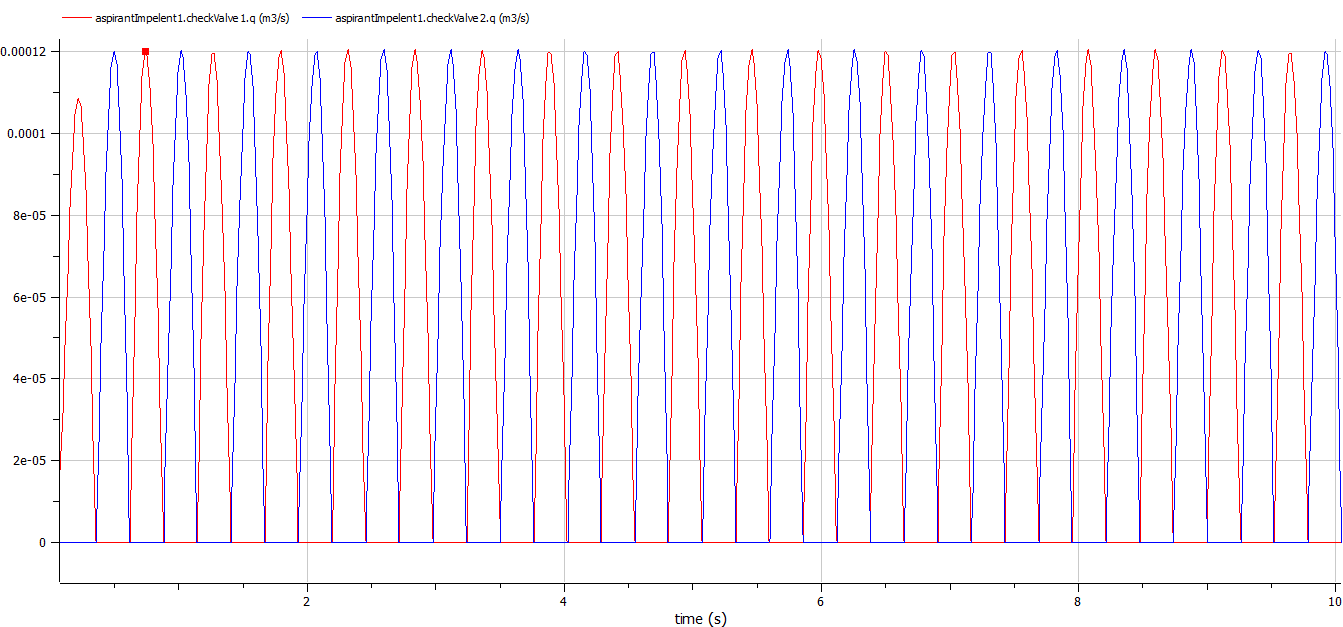 aspirantImpelent1.checkValve1.q (m3/s) aspirantImpelent1.checkValve2.q (m3/s)
0.00012
0.0001
8e-05
6e-05
4e-05
2e-05
0
2 4 6 8 10
time (s)